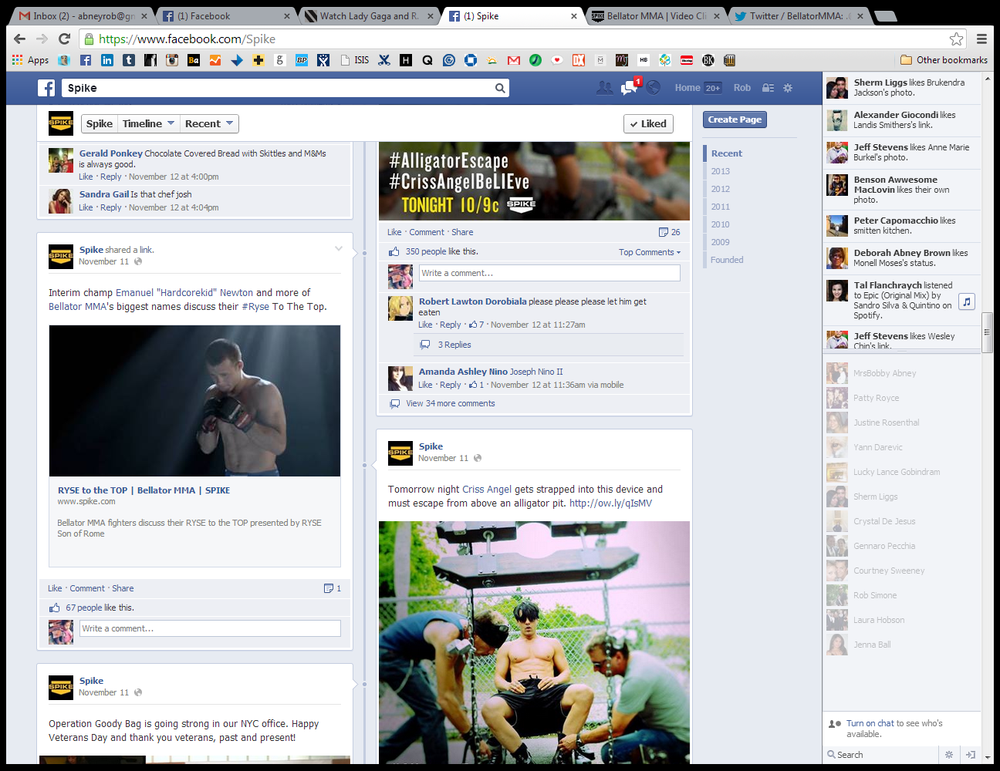 Inbox (2) - abneyrob@gm
(1) Facebook
Watch Lady Gaga and R
(1) Spike
Bellator MMA | Video Cli
Twitter / BellatorMMA:
https://www.facebook.com/Spike
Apps
ISIS
Other bookmarks
Spike
1
Home 20+
Rob
Spike
Timeline
Recent
Liked
Create Page
Recent
2013
2012
2011
2010
2009
Founded
Gerald Ponkey Chocolate Covered Bread with Skittles and M&Ms
is always good.
Like · Reply · November 12 at 4:00pm
Sandra Gail Is that chef josh
Like · Reply · November 12 at 4:04pm
Spike shared a link.
November 11
Interim champ Emanuel "Hardcorekid" Newton and more of
Bellator MMA's biggest names discuss their #Ryse To The Top.
RYSE to the TOP | Bellator MMA | SPIKE
www.spike.com
Bellator MMA fighters discuss their RYSE to the TOP presented by RYSE
Son of Rome
Like · Comment · Share
1
67 people like this.
Write a comment...
Spike
November 11
Operation Goody Bag is going strong in our NYC office. Happy
Veterans Day and thank you veterans, past and present!
#AlligatorEscape
#CrissAngelBeLIEve
TONIGHT 10/9c SPIKE
Like · Comment · Share
26
350 people like this.
Top Comments
Write a comment...
Robert Lawton Dorobiala please please please let him get
eaten
Like · Reply · 7 · November 12 at 11:27am
3 Replies
Amanda Ashley Nino Joseph Nino II
Like · Reply · 1 · November 12 at 11:36am via mobile
View 34 more comments
Spike
November 11
Tomorrow night Criss Angel gets strapped into this device and
must escape from above an alligator pit. http://ow.ly/qIsMV
Sherm Liggs likes Brukendra
Jackson's photo.
Alexander Giocondi likes
Landis Smithers's link.
Jeff Stevens likes Anne Marie
Burkel's photo.
Benson Awwesome
MacLovin likes their own
photo.
Peter Capomacchio likes
smitten kitchen.
Deborah Abney Brown likes
Monell Moses's status.
Tal Flanchraych listened
to Epic (Original Mix) by
Sandro Silva & Quintino on
Spotify.
Jeff Stevens likes Wesley
Chin's link.
MrsBobby Abney
Patty Royce
Justine Rosenthal
Yann Darevic
Lucky Lance Gobindram
Sherm Liggs
Crystal De Jesus
Gennaro Pecchia
Courtney Sweeney
Rob Simone
Laura Hobson
Jenna Ball
Turn on chat to see who's
available.
Search